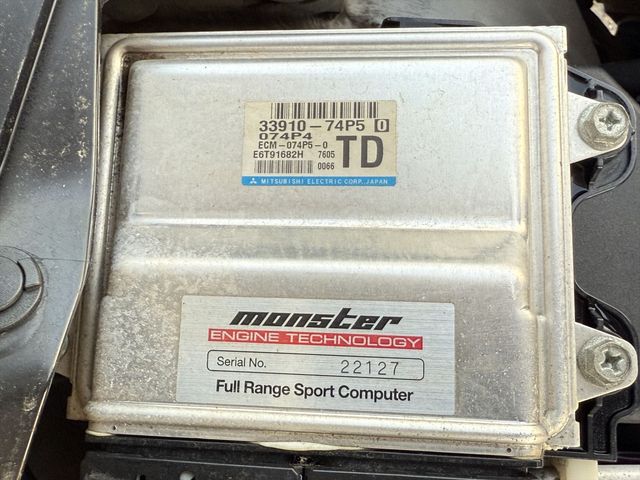 33910-74P5 0
074P4
ECM-074P5-0
E6T91682H 7605
0066
TD
MITSUBISHI ELECTRIC CORP., JAPAN
monster
ENGINE TECHNOLOGY
Serial No. 22127
Full Range Sport Computer